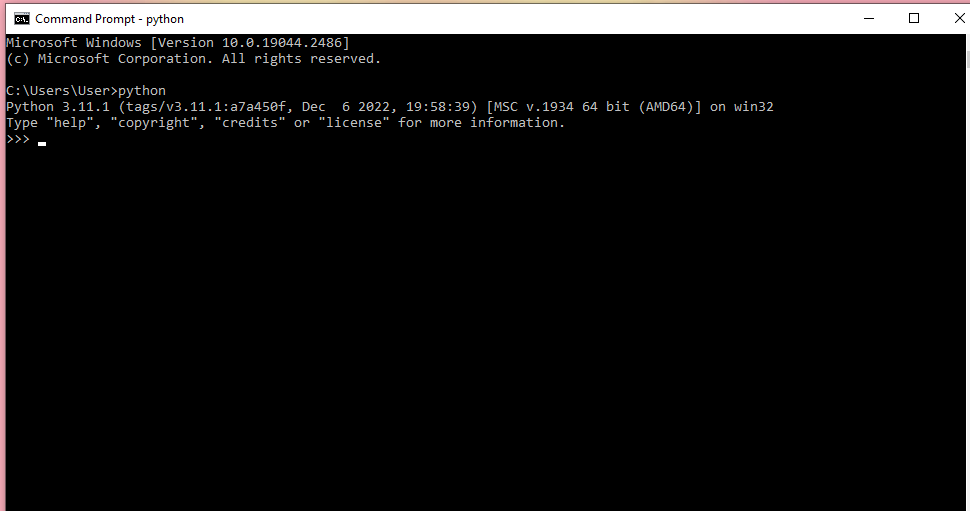 Command Prompt - python
Microsoft Windows [Version 10.0.19044.2486]
(c) Microsoft Corporation. All rights reserved.
C:\Users\User>python
Python 3.11.1 (tags/v3.11.1:a7a450f, Dec  6 2022, 19:58:39) [MSC v.1934 64 bit (AMD64)] on win32
Type "help", "copyright", "credits" or "license" for more information.
>>>